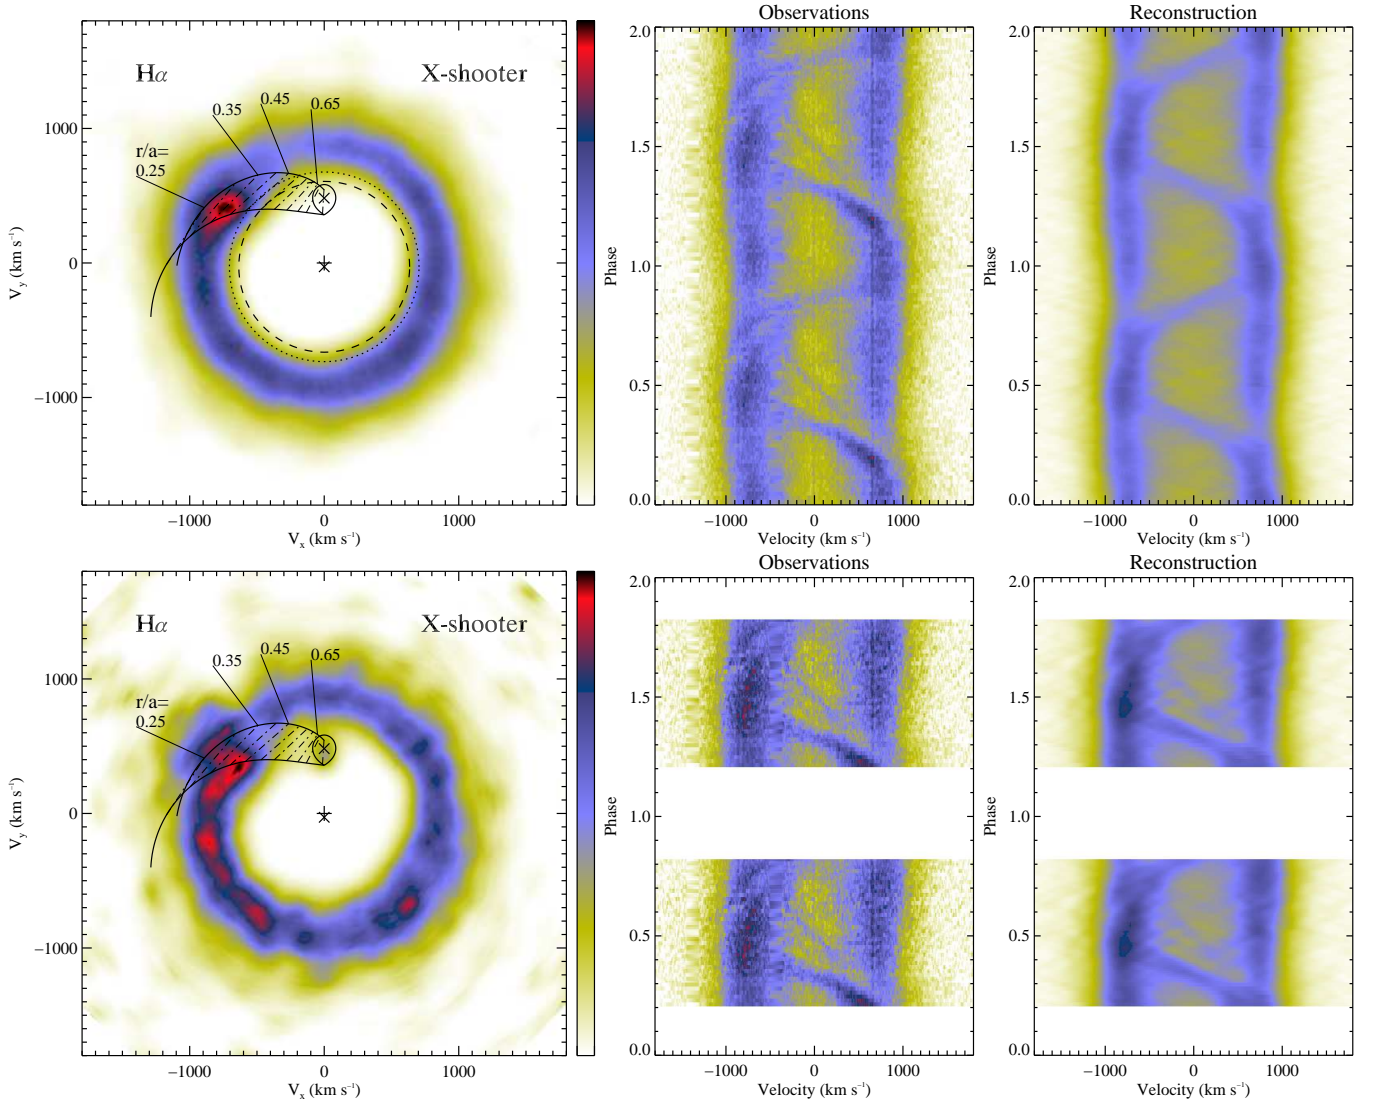 Observations
Reconstruction
Hα X-shooter
0.35 0.45 0.65
r/a=
0.25
1000
0
−1000
V_y (km s⁻¹)
−1000 0 1000
V_x (km s⁻¹)
2.0
1.5
1.0
0.5
0.0
Phase
−1000 0 1000
Velocity (km s⁻¹)
2.0
1.5
1.0
0.5
0.0
Phase
−1000 0 1000
Velocity (km s⁻¹)
Observations
Reconstruction
Hα X-shooter
0.35 0.45 0.65
r/a=
0.25
1000
0
−1000
V_y (km s⁻¹)
−1000 0 1000
V_x (km s⁻¹)
2.0
1.5
1.0
0.5
0.0
Phase
−1000 0 1000
Velocity (km s⁻¹)
2.0
1.5
1.0
0.5
0.0
Phase
−1000 0 1000
Velocity (km s⁻¹)